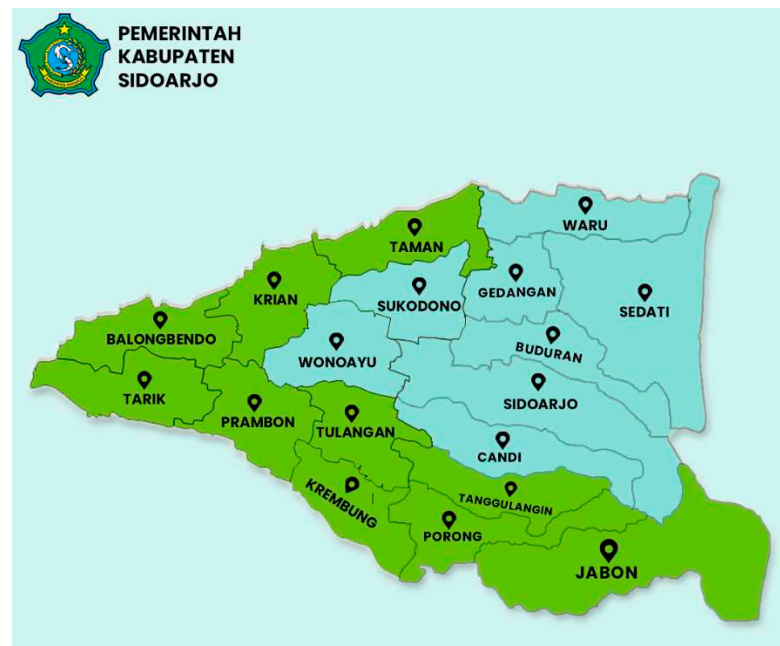 PEMERINTAH
KABUPATEN
SIDOARJO
WARU
TAMAN
GEDANGAN
KRIAN
SUKODONO
SEDATI
BALONGBENDO
BUDURAN
WONOAYU
TARIK
SIDOARJO
PRAMBON
TULANGAN
CANDI
KREMBUNG
TANGGULANGIN
PORONG
JABON